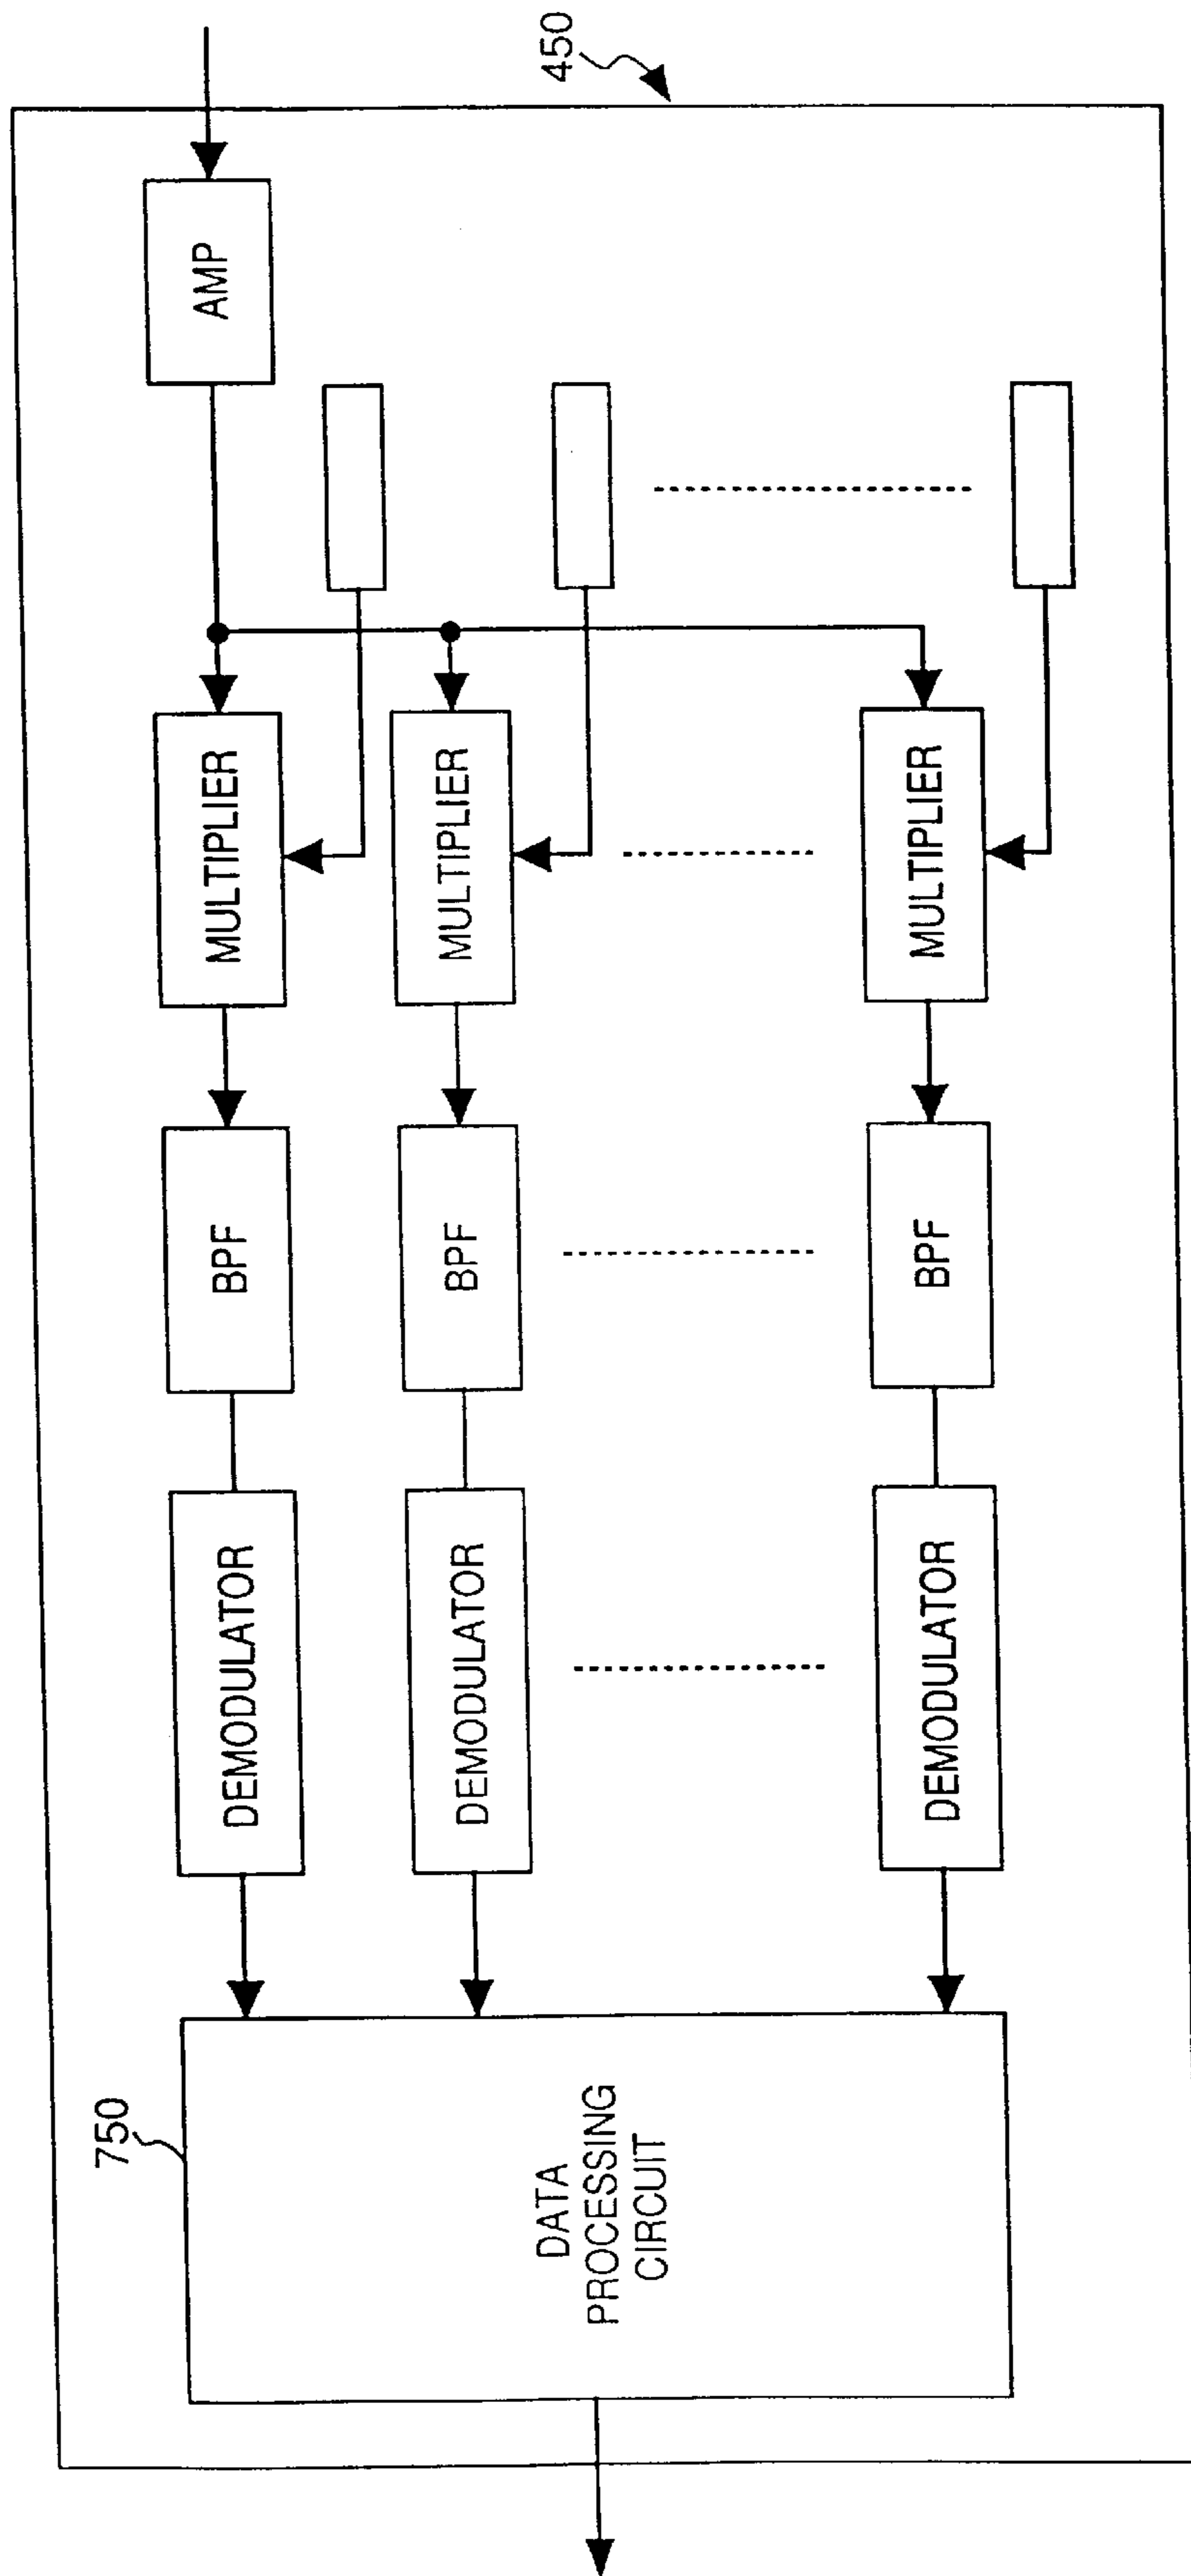 450
AMP
MULTIPLIER
MULTIPLIER
MULTIPLIER
BPF
BPF
BPF
DEMODULATOR
DEMODULATOR
DEMODULATOR
750
DATA
PROCESSING
CIRCUIT